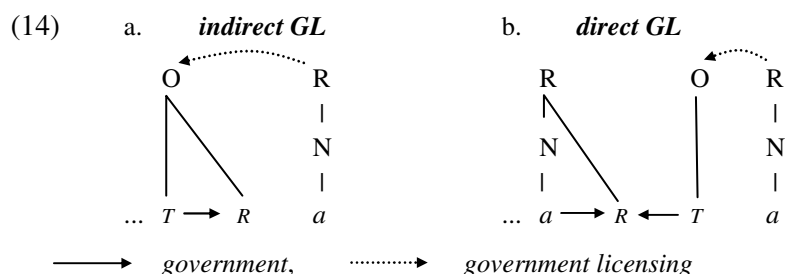 (14) a. indirect GL b. direct GL
O R R O R
N N N
... T R a ... a R T a
government, government licensing